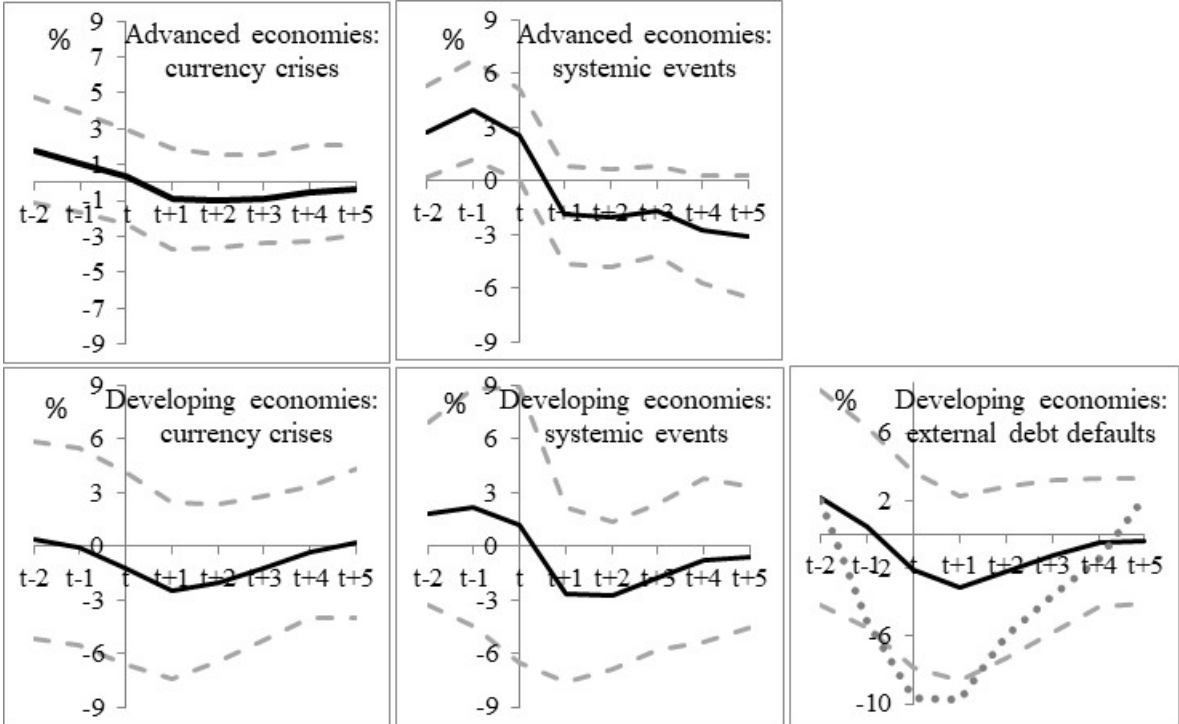 Advanced economies:
currency crises
%
9
7
5
3
1
-1
-3
-5
-7
-9
t-2 t-1 t t+1 t+2 t+3 t+4 t+5
Advanced economies:
systemic events
%
9
6
3
0
-3
-6
-9
t-2 t-1 t t+1 t+2 t+3 t+4 t+5
Developing economies:
currency crises
%
9
6
3
0
-3
-6
-9
t-2 t-1 t t+1 t+2 t+3 t+4 t+5
Developing economies:
systemic events
%
9
6
3
0
-3
-6
-9
t-2 t-1 t t+1 t+2 t+3 t+4 t+5
Developing economies:
external debt defaults
%
6
2
-2
-6
-10
t-2 t-1 t t+1 t+2 t+3 t+4 t+5